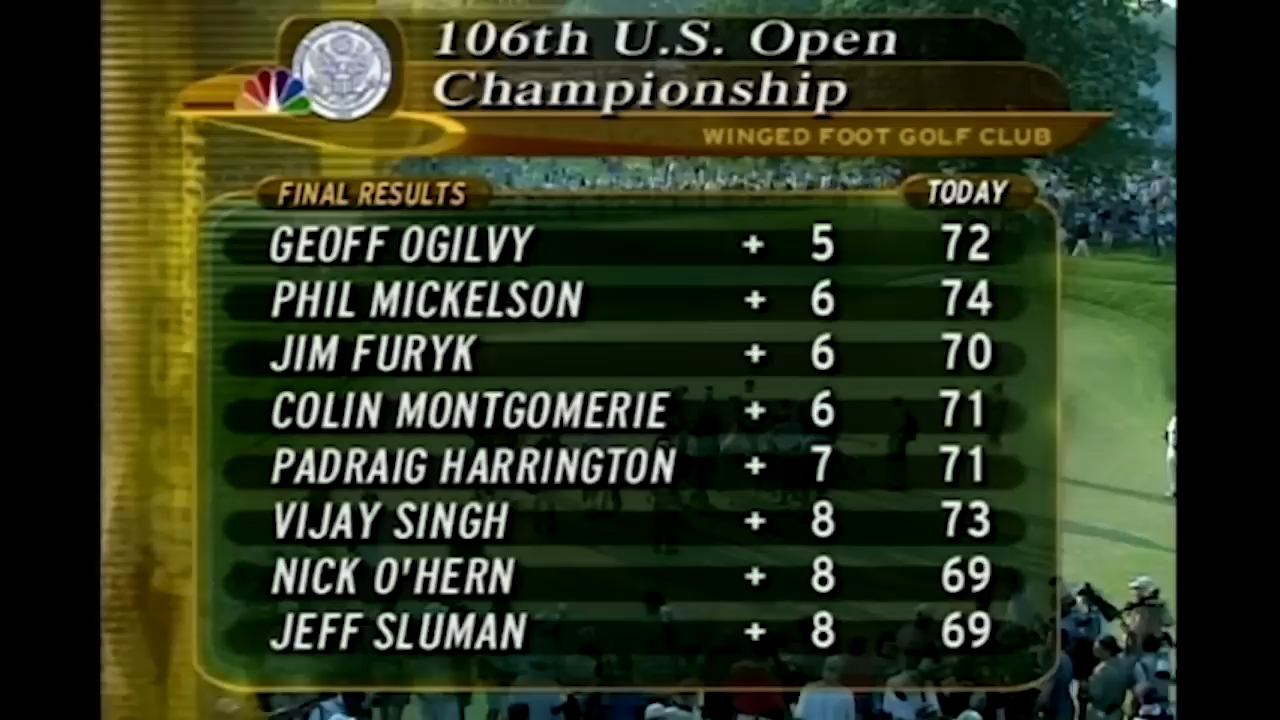 106th U.S. Open
Championship
WINGED FOOT GOLF CLUB
FINAL RESULTS TODAY
GEOFF OGILVY + 5 72
PHIL MICKELSON + 6 74
JIM FURYK + 6 70
COLIN MONTGOMERIE + 6 71
PADRAIG HARRINGTON + 7 71
VIJAY SINGH + 8 73
NICK O'HERN + 8 69
JEFF SLUMAN + 8 69